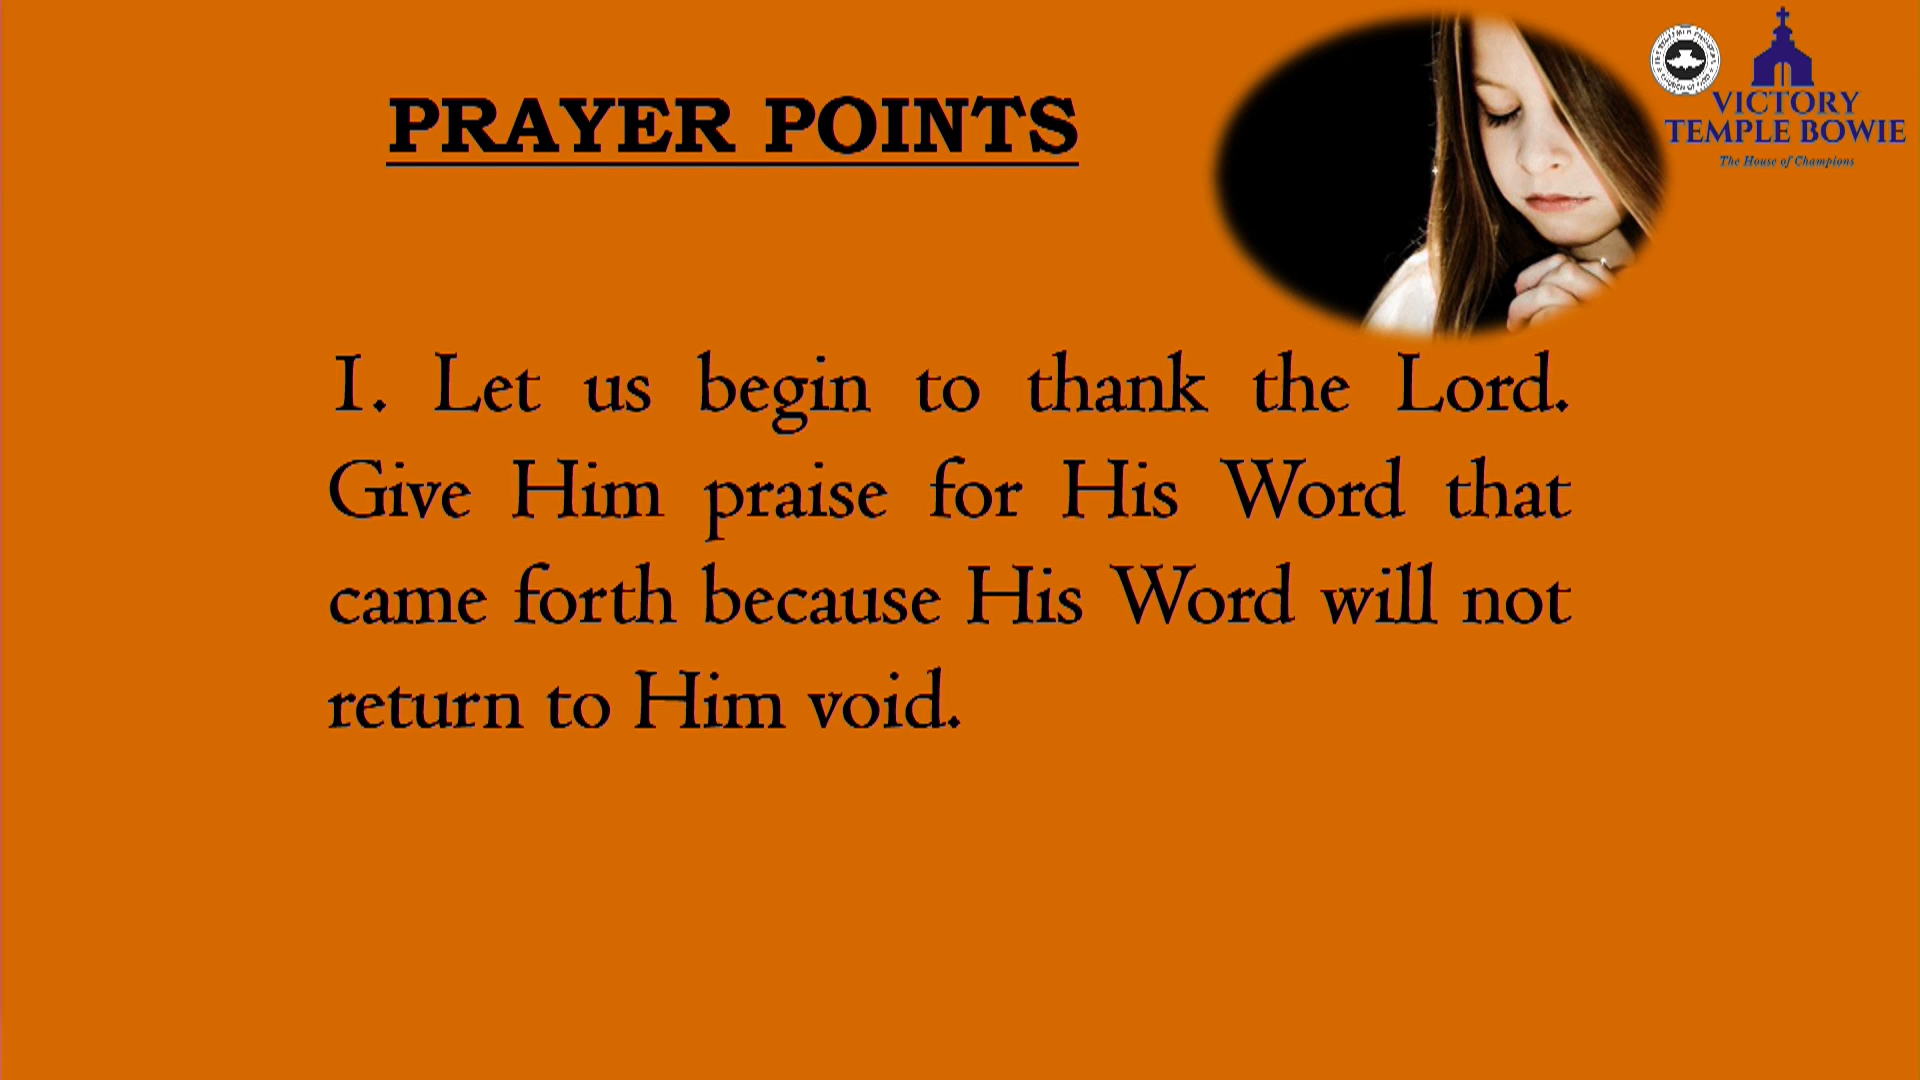 PRAYER POINTS
VICTORY
TEMPLE BOWIE
The House of Champions
1. Let us begin to thank the Lord.
Give Him praise for His Word that
came forth because His Word will not
return to Him void.